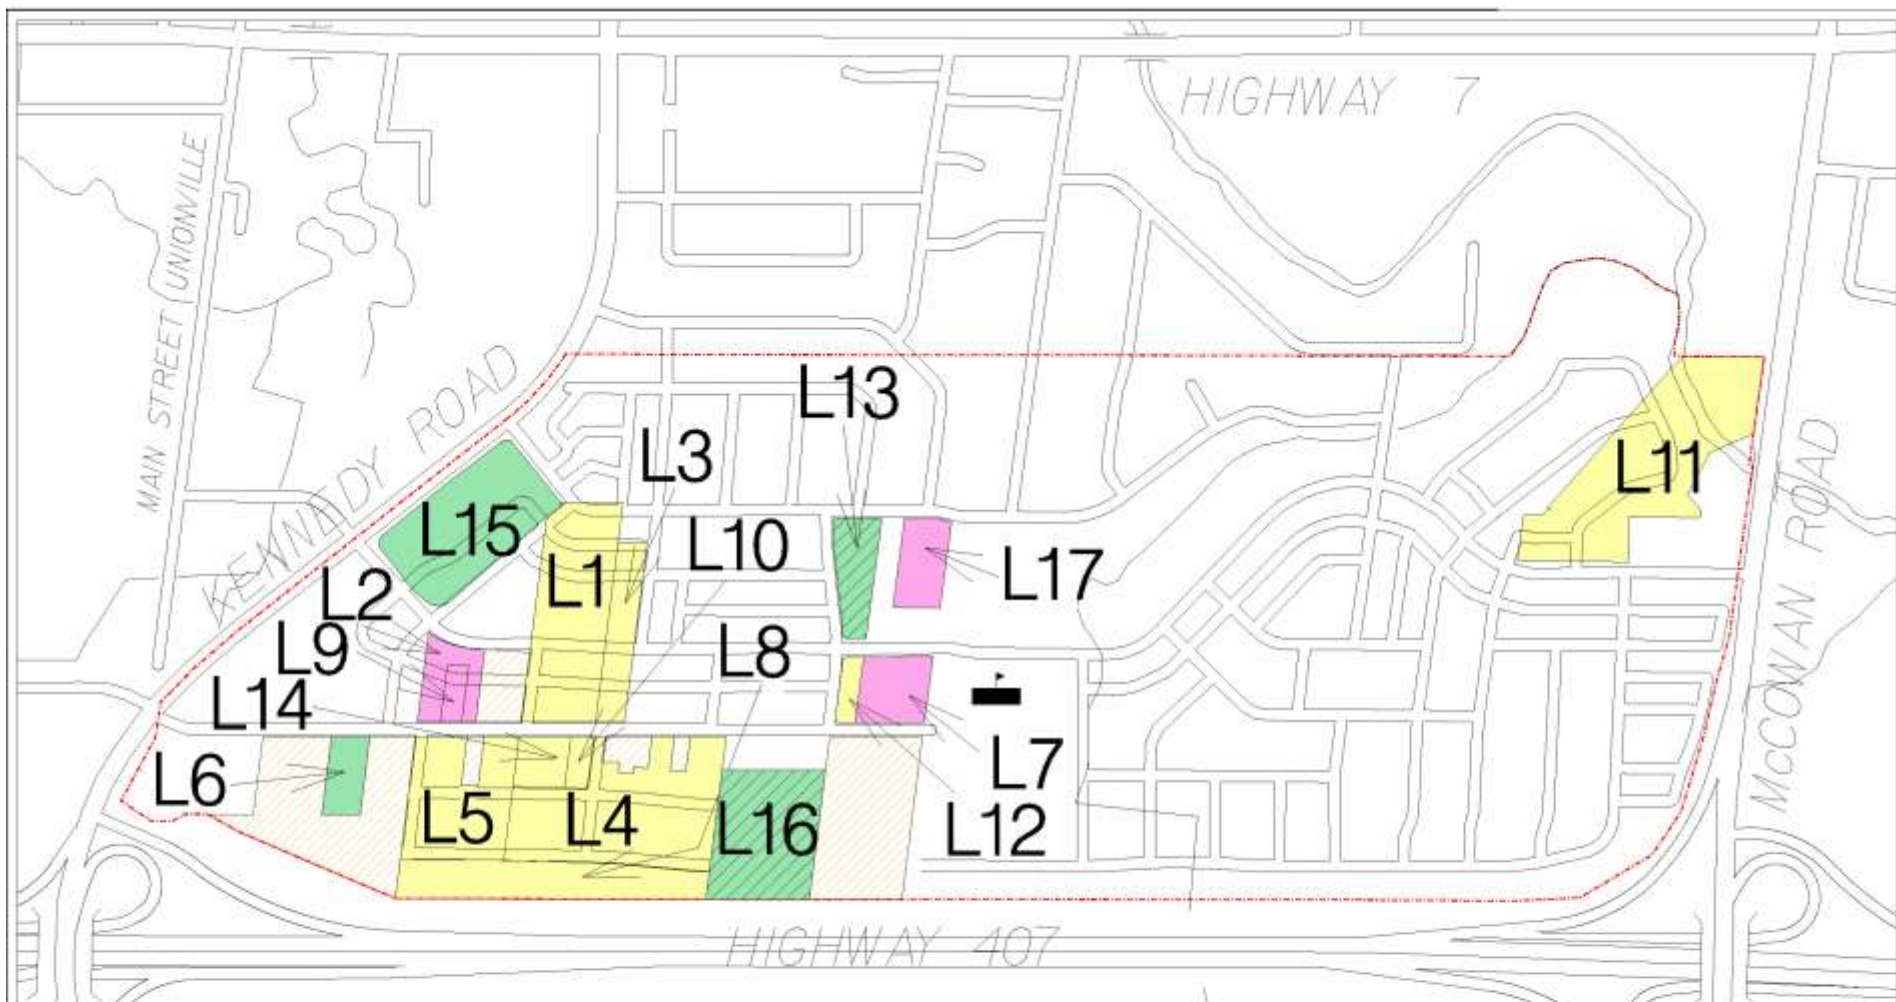 HIGHWAY 7
MAIN STREET (UNIONVILLE
KENNEDY ROAD
L13
L3
L11
L15
L10
L1
L17
L2
L9
L8
L14
McCOWAN ROAD
L6
L7
L5
L4
L16
L12
HIGHWAY 407